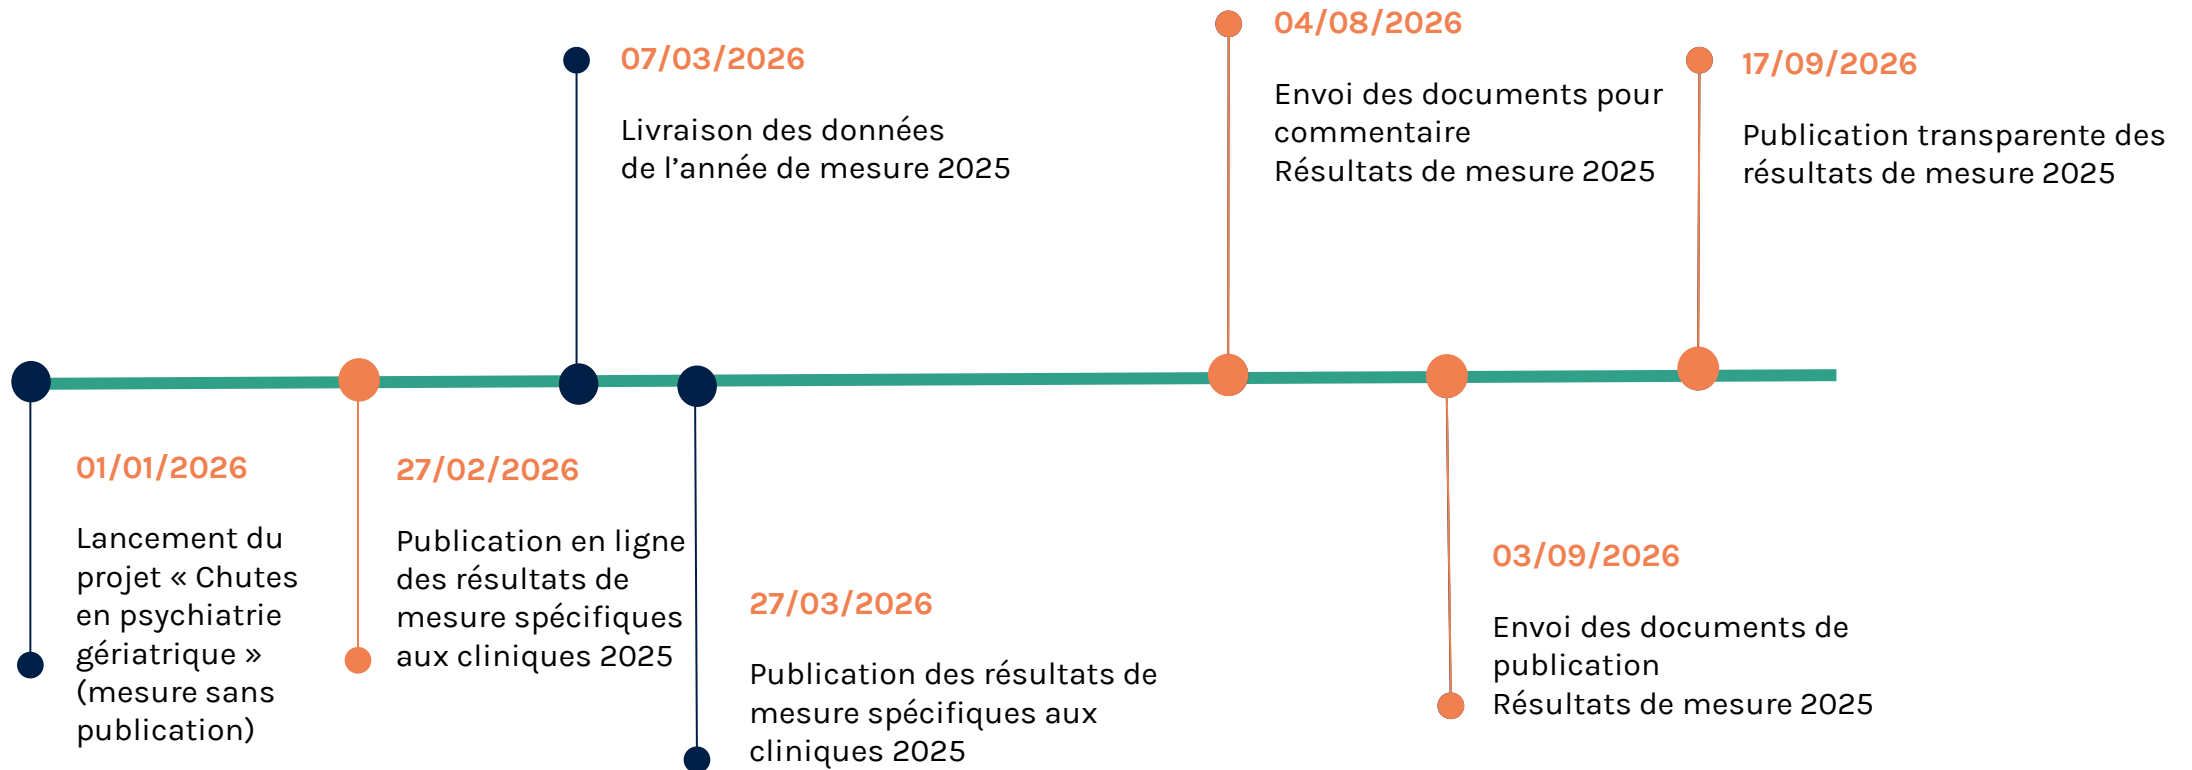 01/01/2026
Lancement du
projet « Chutes
en psychiatrie
gériatrique »
(mesure sans
publication)
27/02/2026
Publication en ligne
des résultats de
mesure spécifiques
aux cliniques 2025
07/03/2026
Livraison des données
de l’année de mesure 2025
27/03/2026
Publication des résultats de
mesure spécifiques aux
cliniques 2025
04/08/2026
Envoi des documents pour
commentaire
Résultats de mesure 2025
03/09/2026
Envoi des documents de
publication
Résultats de mesure 2025
17/09/2026
Publication transparente des
résultats de mesure 2025